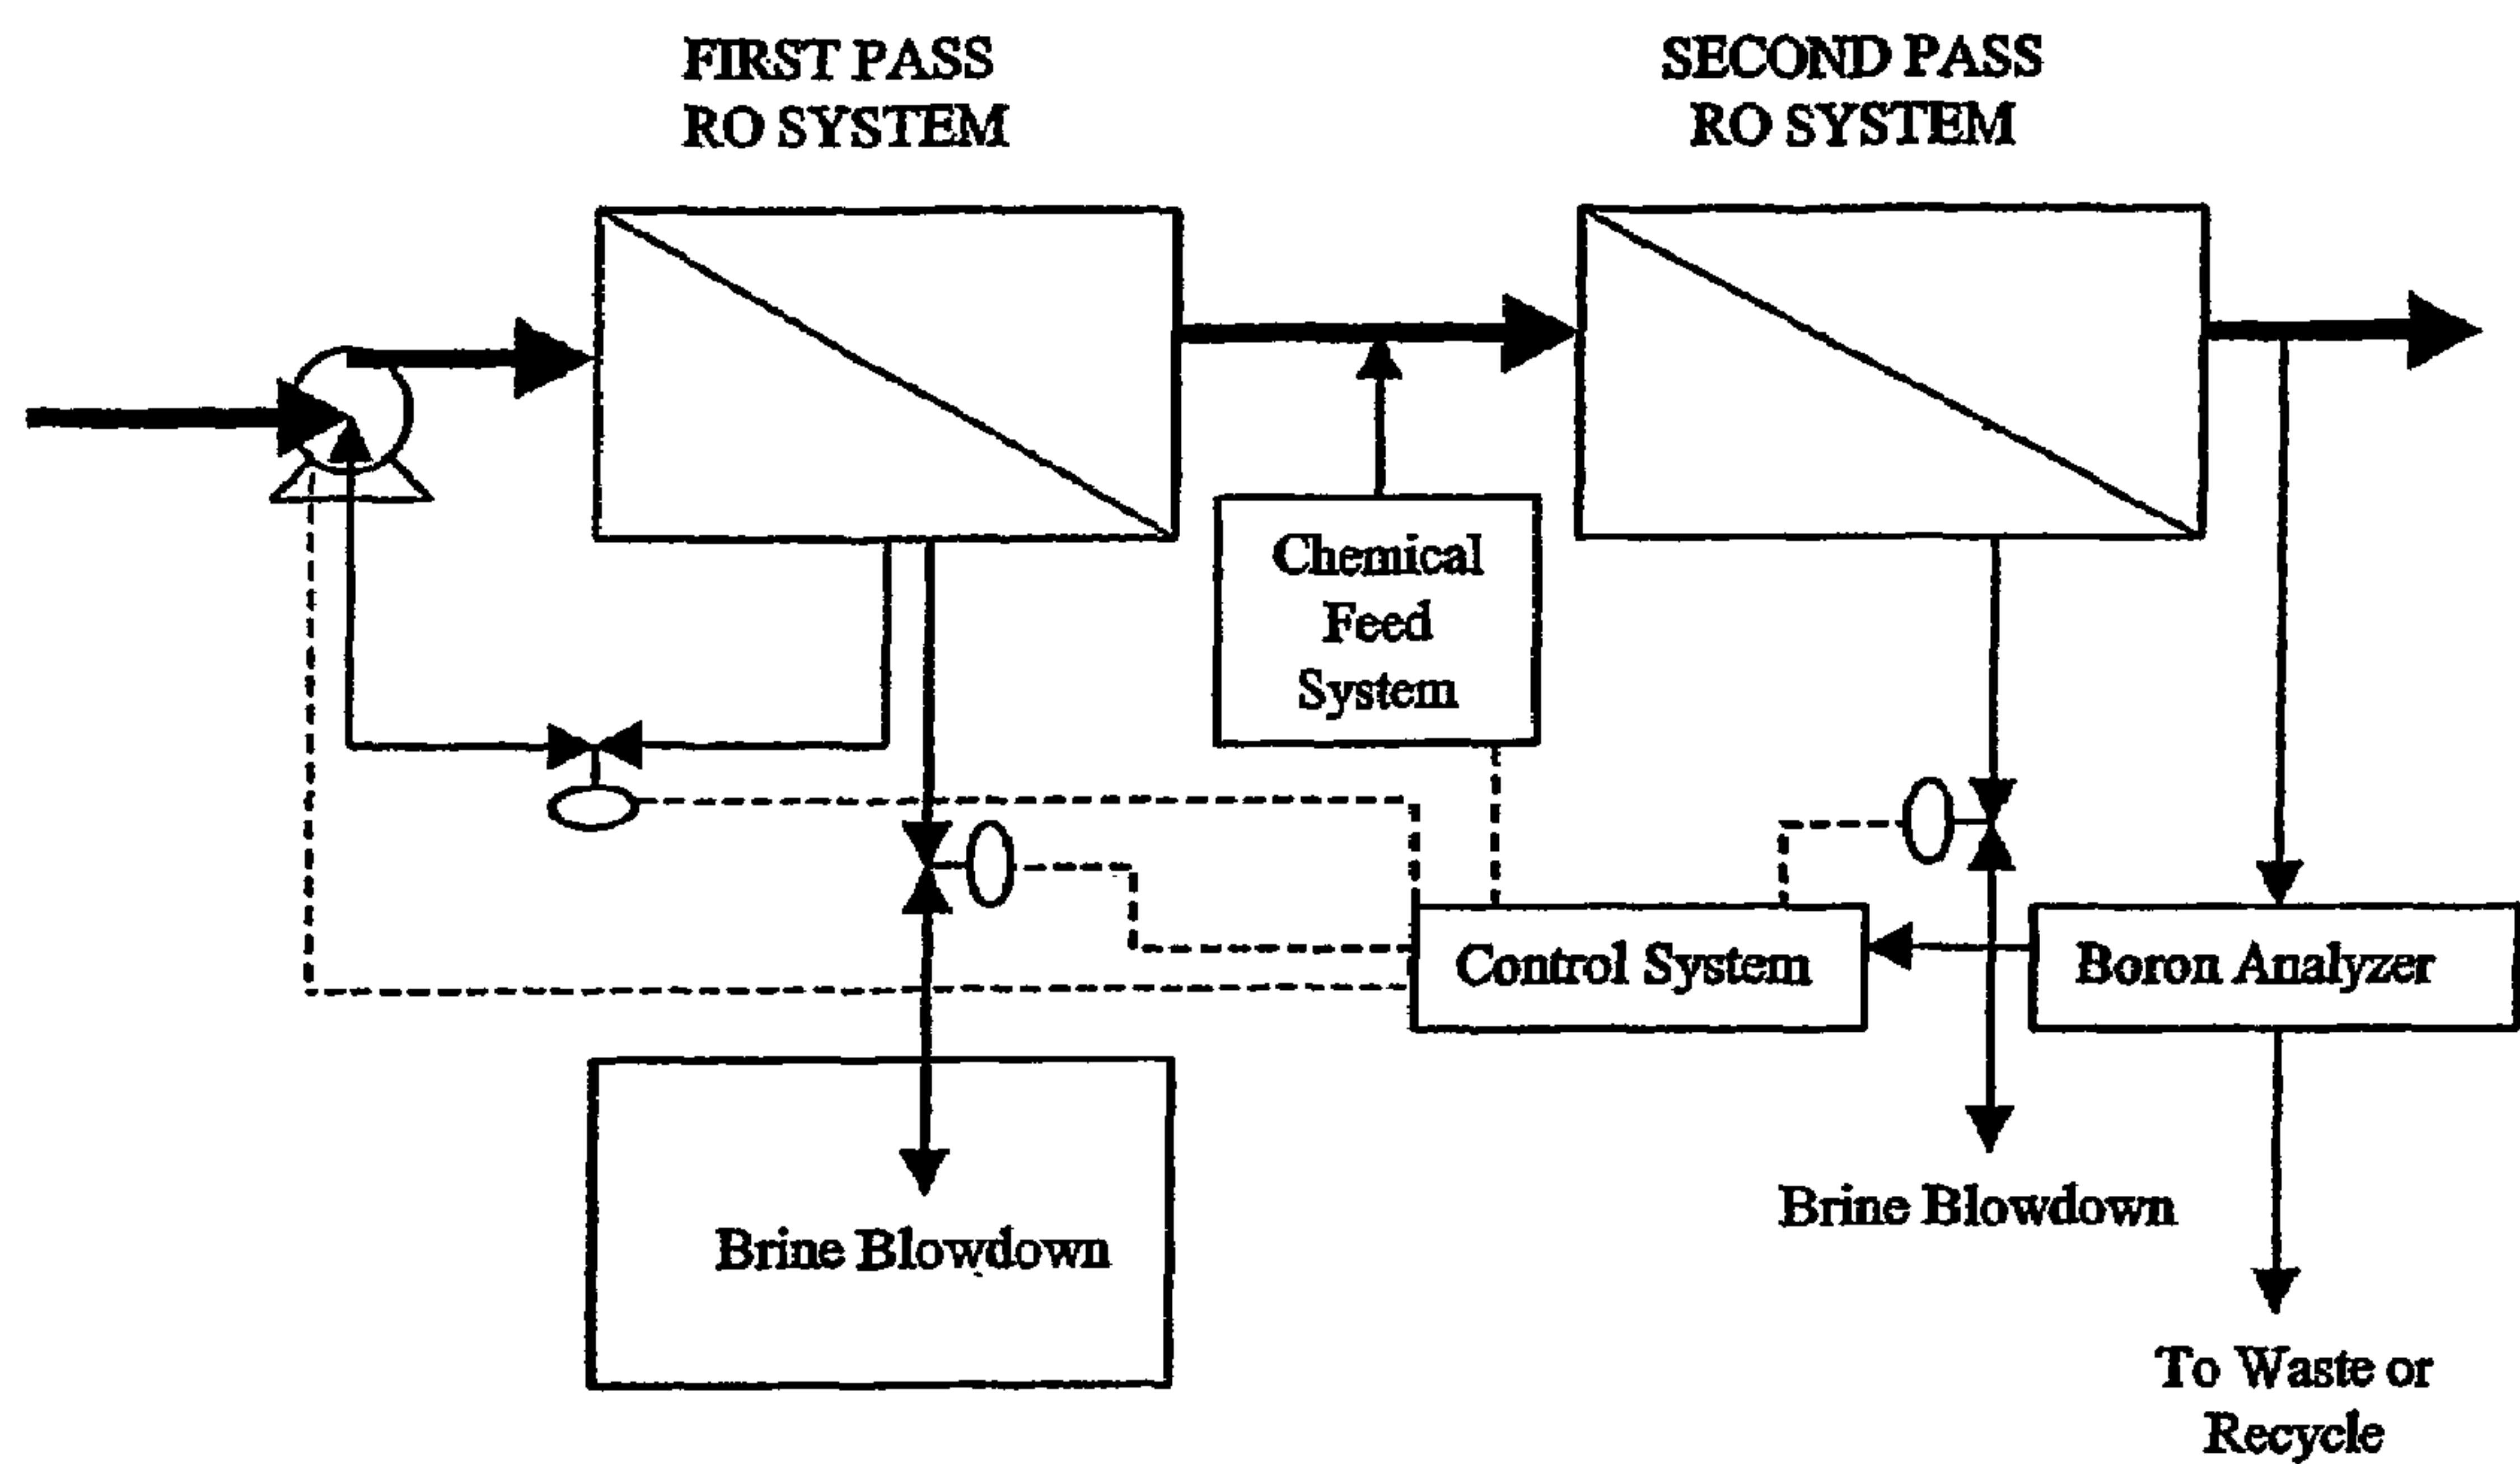 FIRST PASS
RO SYSTEM
SECOND PASS
RO SYSTEM
Chemical
Feed
System
Control System
Boron Analyzer
Brine Blowdown
Brine Blowdown
To Waste or
Recycle